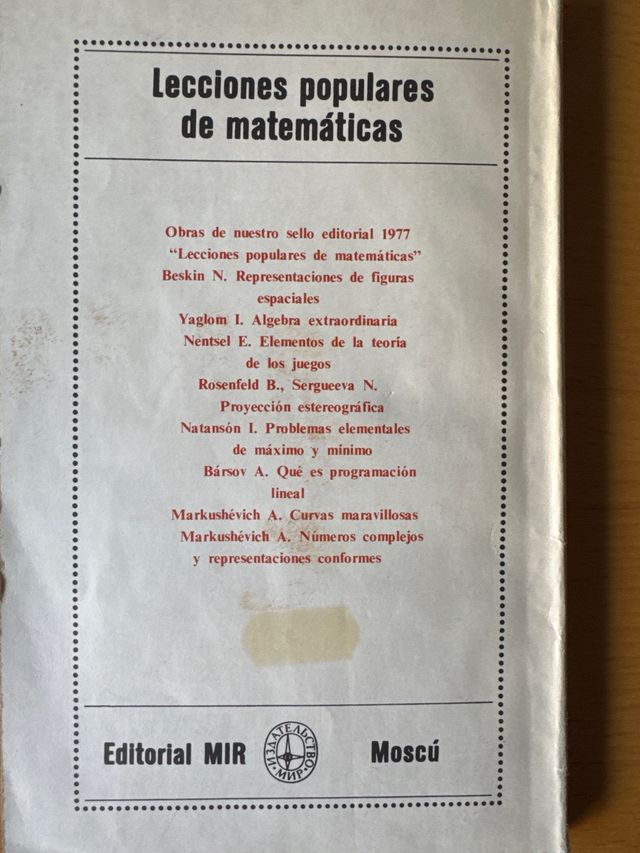 Lecciones populares
de matemáticas
Obras de nuestro sello editorial 1977
“Lecciones populares de matemáticas”
Beskin N. Representaciones de figuras
espaciales
Yaglom I. Algebra extraordinaria
Nentsel E. Elementos de la teoría
de los juegos
Rosenfeld B., Sergueeva N.
Proyección estereográfica
Natansón I. Problemas elementales
de máximo y mínimo
Bársov A. Qué es programación
lineal
Markushévich A. Curvas maravillosas
Markushévich A. Números complejos
y representaciones conformes
Editorial MIR
ИЗДАТЕЛЬСТВО
МИР
Moscú